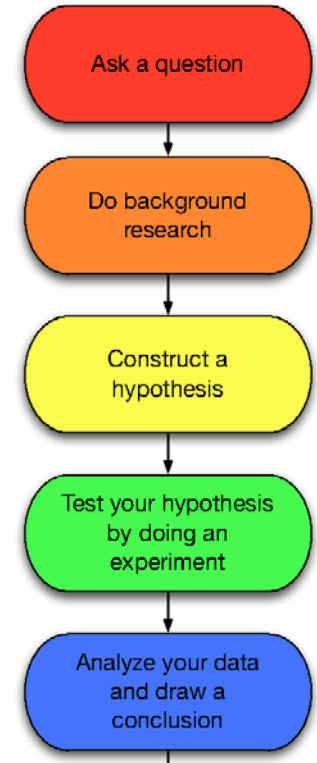 Ask a question
Do background
research
Construct a
hypothesis
Test your hypothesis
by doing an
experiment
Analyze your data
and draw a
conclusion